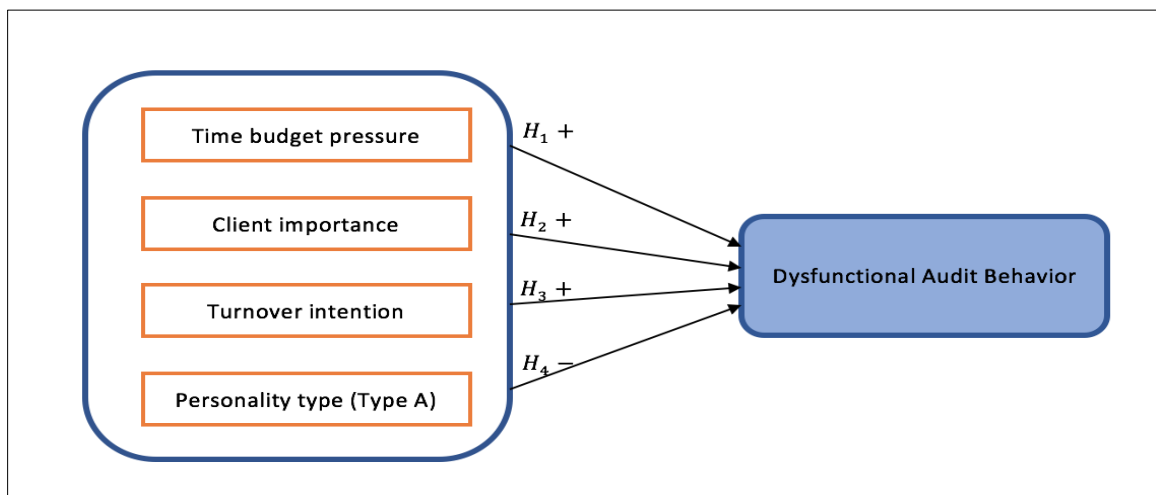 Time budget pressure
Client importance
Turnover intention
Personality type (Type A)
H₁ +
H₂ +
H₃ +
H₄ −
Dysfunctional Audit Behavior